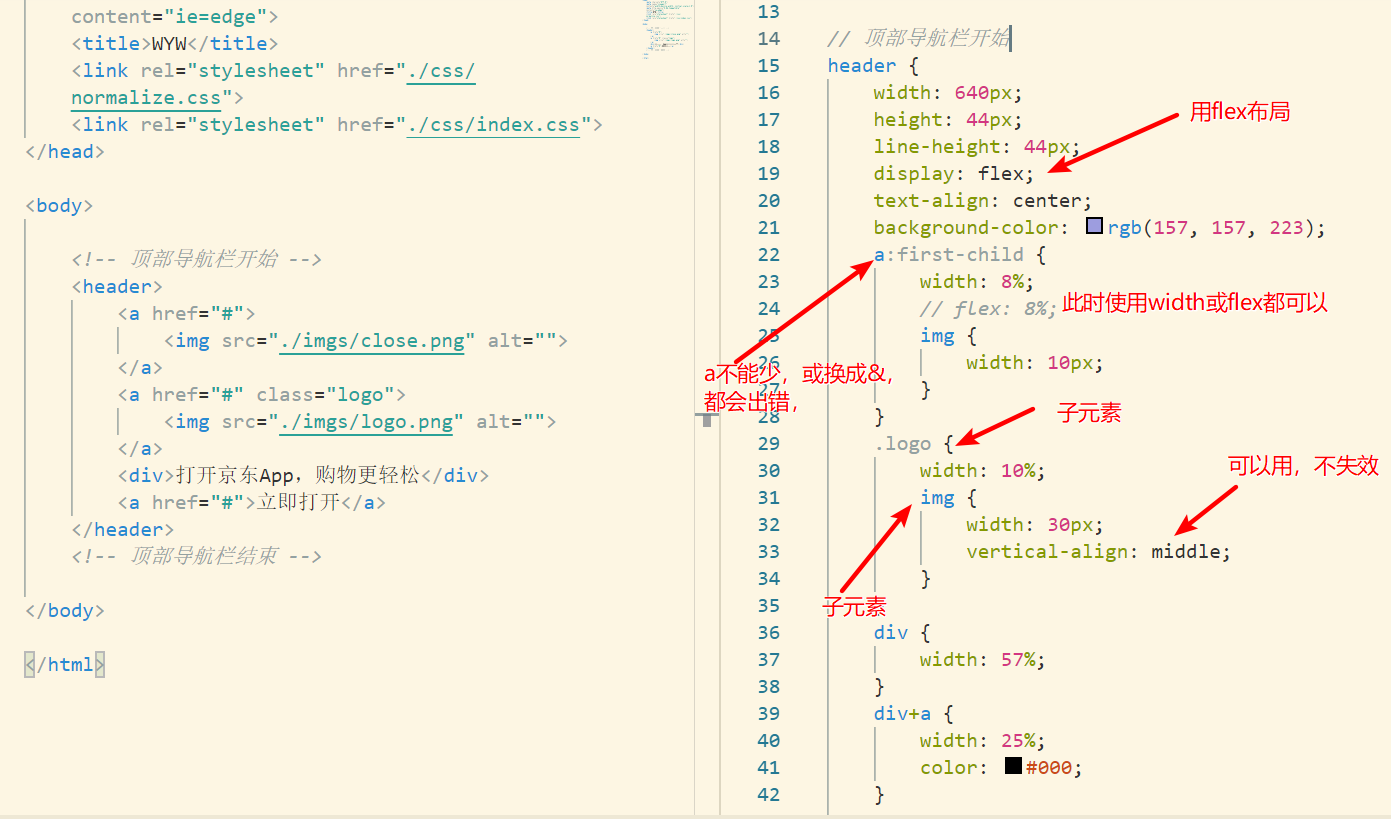 content="ie=edge">
<title>WYW</title>
<link rel="stylesheet" href="./css/
normalize.css">
<link rel="stylesheet" href="./css/index.css">
</head>
<body>
<!-- 顶部导航栏开始 -->
<header>
<a href="#">
<img src="./imgs/close.png" alt="">
</a>
<a href="#" class="logo">
<img src="./imgs/logo.png" alt="">
</a>
<div>打开京东App，购物更轻松</div>
<a href="#">立即打开</a>
</header>
<!-- 顶部导航栏结束 -->
</body>
</html>
13
14 // 顶部导航栏开始
15 header {
16 width: 640px;
17 height: 44px;
18 line-height: 44px;
19 display: flex;
20 text-align: center;
21 background-color: rgb(157, 157, 223);
22 a:first-child {
23 width: 8%;
24 // flex: 8%;
25 img {
26 width: 10px;
27 }
28 }
29 .logo {
30 width: 10%;
31 img {
32 width: 30px;
33 vertical-align: middle;
34 }
35
36 div {
37 width: 57%;
38 }
39 div+a {
40 width: 25%;
41 color: #000;
42 }
用flex布局
此时使用width或flex都可以
a不能少，或换成&，
都会出错，
子元素
可以用，不失效
子元素